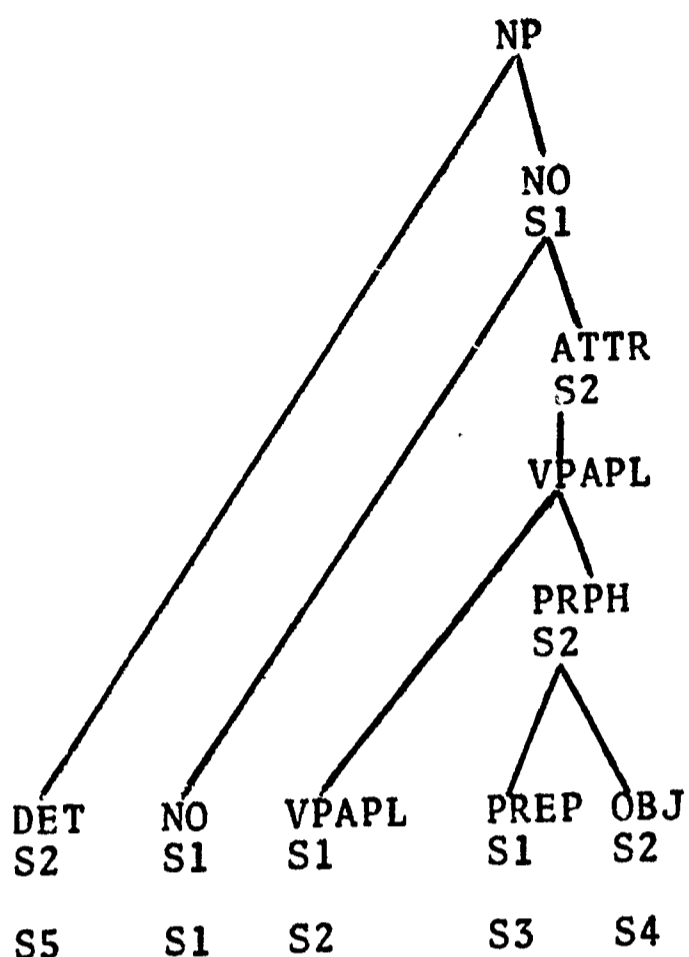 NP
NO
S1
ATTR
S2
VPAPL
PRPH
S2
DET NO VPAPL PREP OBJ
S2 S1 S1 S1 S2
S5 S1 S2 S3 S4